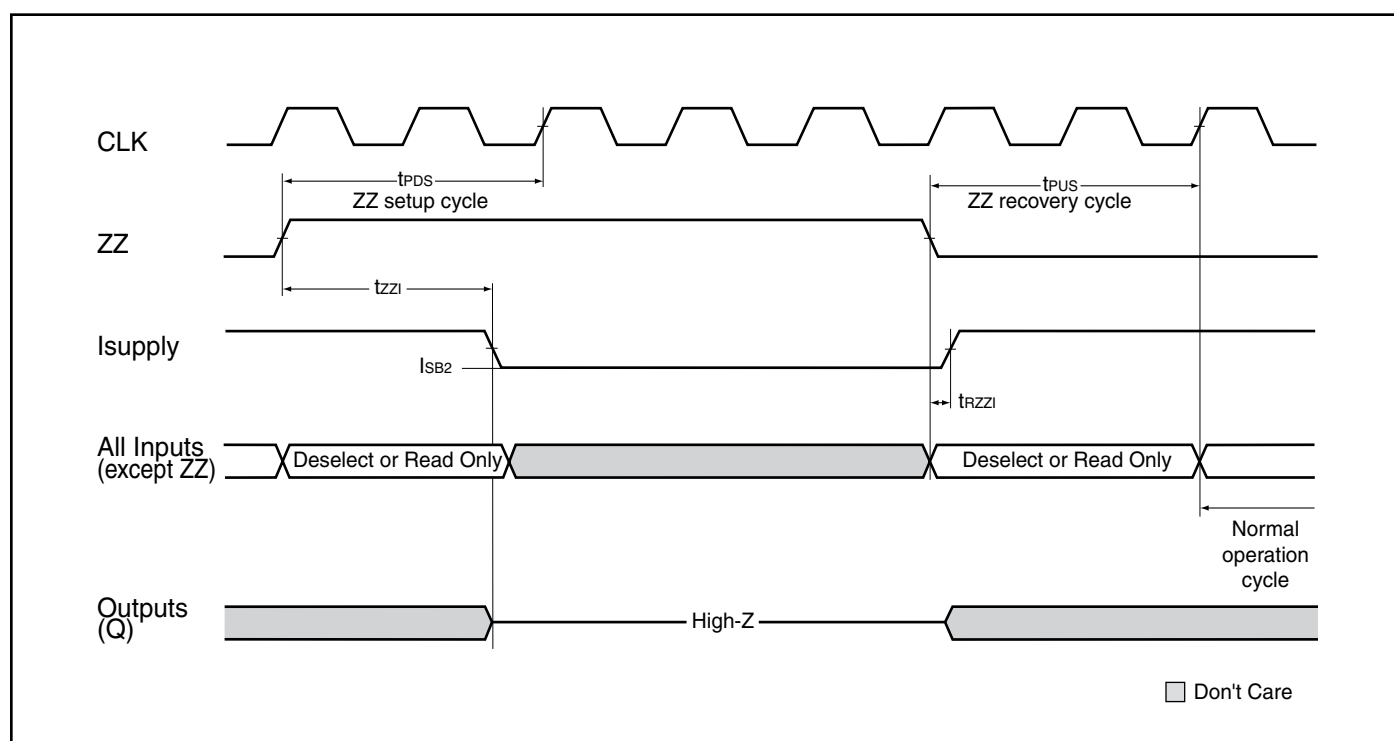 CLK
tPDS
ZZ setup cycle
tPUS
ZZ recovery cycle
ZZ
tZZI
Isupply
ISB2
tRZZI
All Inputs
(except ZZ)
Deselect or Read Only
Deselect or Read Only
Normal
operation
cycle
Outputs
(Q)
High-Z
Don't Care